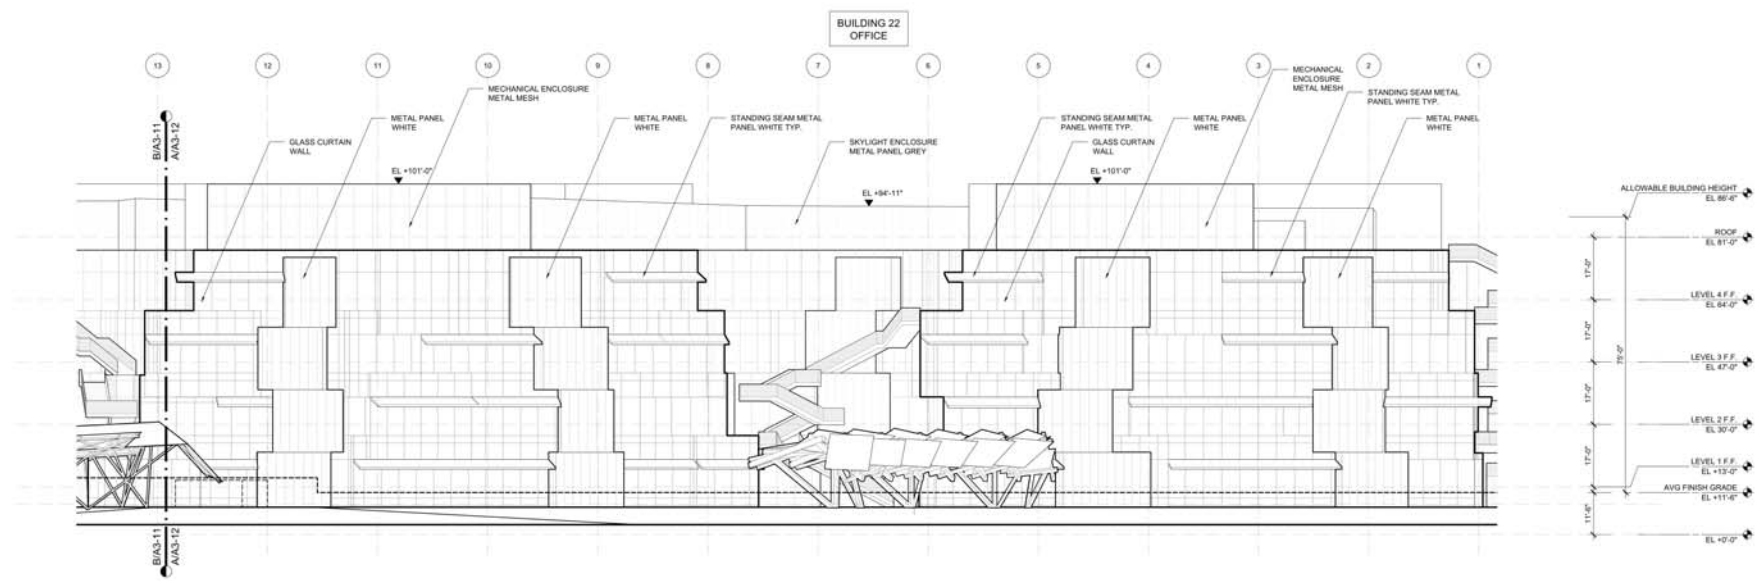 BUILDING 22
OFFICE
13
12
11
10
9
8
7
6
5
4
3
2
1
MECHANICAL ENCLOSURE
METAL MESH
MECHANICAL
ENCLOSURE
METAL MESH
STANDING SEAM METAL
PANEL WHITE TYP.
METAL PANEL
WHITE
METAL PANEL
WHITE
STANDING SEAM METAL
PANEL WHITE TYP.
STANDING SEAM METAL
PANEL WHITE TYP.
METAL PANEL
WHITE
METAL PANEL
WHITE
B/A3-11
A/A3-12
GLASS CURTAIN
WALL
SKYLIGHT ENCLOSURE
METAL PANEL GREY
GLASS CURTAIN
WALL
EL +101'-0"
EL +94'-11"
EL +101'-0"
ALLOWABLE BUILDING HEIGHT
EL 86'-6"
ROOF
EL 81'-0"
17'-0"
LEVEL 4 F.F.
EL 64'-0"
17'-0"
75'-0"
LEVEL 3 F.F.
EL 47'-0"
17'-0"
LEVEL 2 F.F.
EL 30'-0"
17'-0"
LEVEL 1 F.F.
EL +13'-0"
AVG FINISH GRADE
EL +11'-6"
11'-6"
EL +0'-0"
B/A3-11
A/A3-12